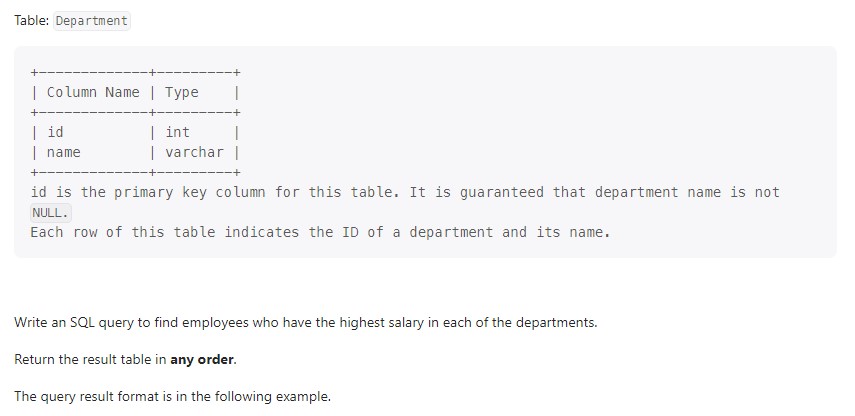 Table: Department
+-------------+---------+
| Column Name | Type    |
+-------------+---------+
| id          | int     |
| name        | varchar |
+-------------+---------+
id is the primary key column for this table. It is guaranteed that department name is not
NULL.
Each row of this table indicates the ID of a department and its name.
Write an SQL query to find employees who have the highest salary in each of the departments.
Return the result table in any order.
The query result format is in the following example.